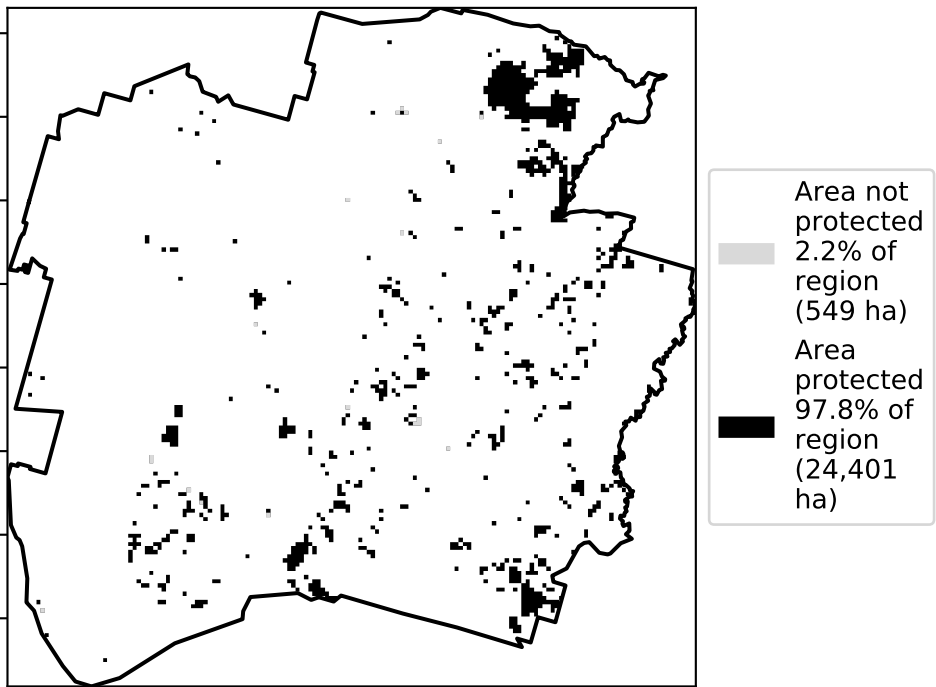 Area not
protected
2.2% of
region
(549 ha)
Area
protected
97.8% of
region
(24,401
ha)